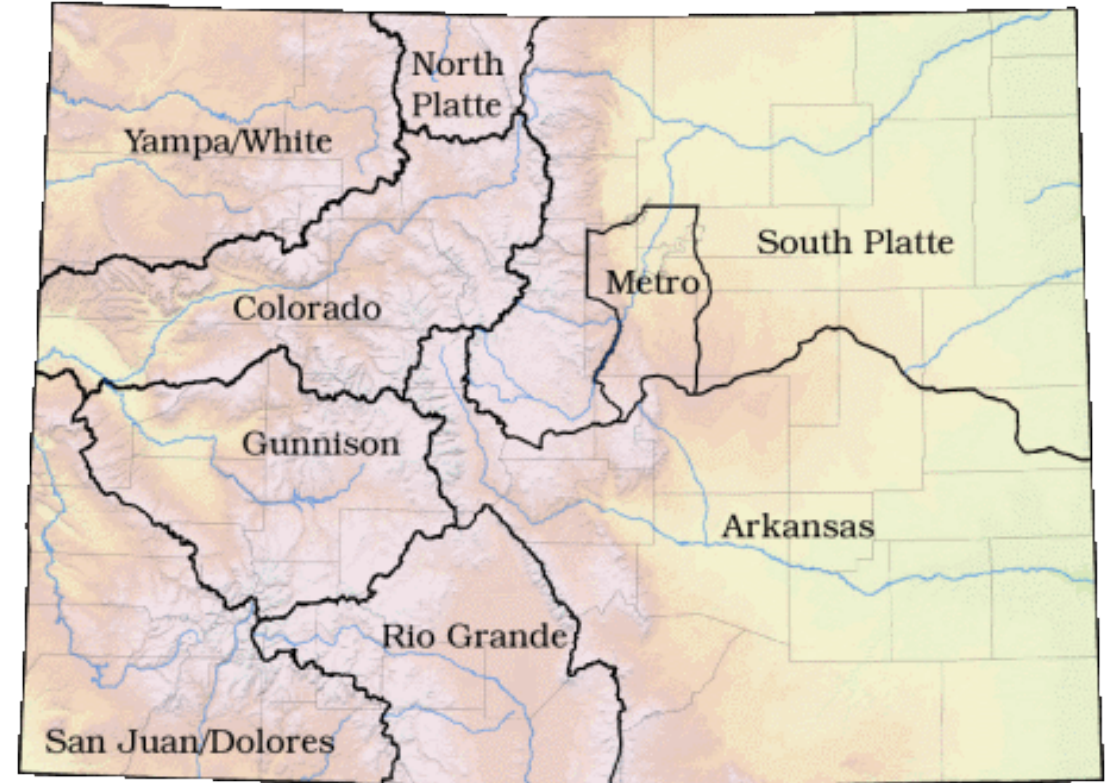 North
Platte
Yampa/White
South Platte
Metro
Colorado
Gunnison
Arkansas
Rio Grande
San Juan/Dolores